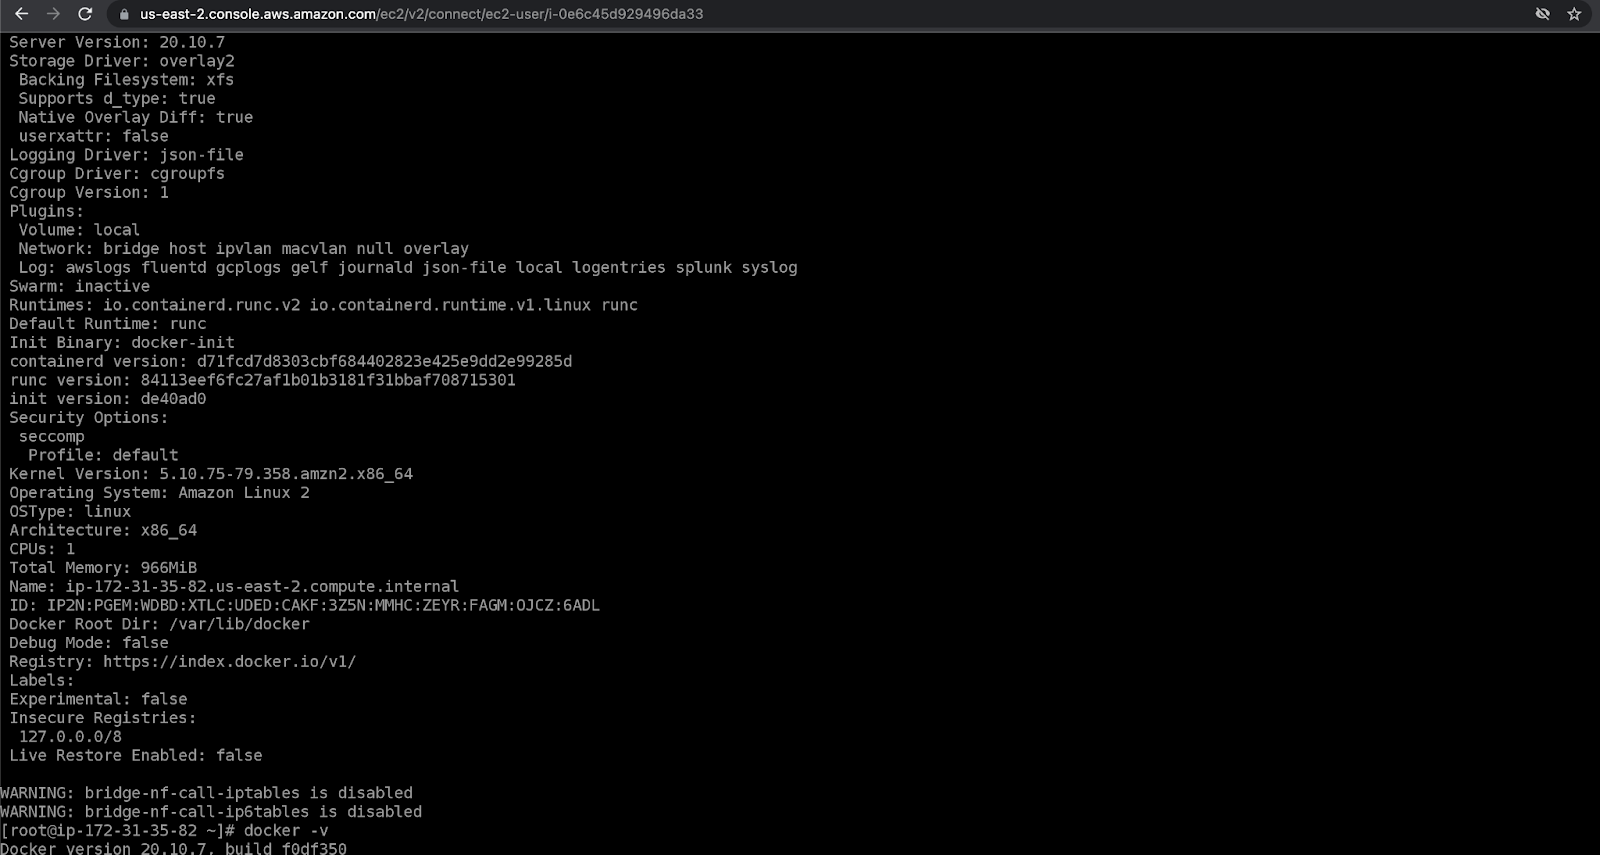 us-east-2.console.aws.amazon.com/ec2/v2/connect/ec2-user/i-0e6c45d929496da33
Server Version: 20.10.7
Storage Driver: overlay2
Backing Filesystem: xfs
Supports d_type: true
Native Overlay Diff: true
userxattr: false
Logging Driver: json-file
Cgroup Driver: cgroupfs
Cgroup Version: 1
Plugins:
Volume: local
Network: bridge host ipvlan macvlan null overlay
Log: awslogs fluentd gcplogs gelf journald json-file local logentries splunk syslog
Swarm: inactive
Runtimes: io.containerd.runc.v2 io.containerd.runtime.v1.linux runc
Default Runtime: runc
Init Binary: docker-init
containerd version: d71fcd7d8303cbf684402823e425e9dd2e99285d
runc version: 84113eef6fc27af1b01b3181f31bbaf708715301
init version: de40ad0
Security Options:
seccomp
Profile: default
Kernel Version: 5.10.75-79.358.amzn2.x86_64
Operating System: Amazon Linux 2
OSType: linux
Architecture: x86_64
CPUs: 1
Total Memory: 966MiB
Name: ip-172-31-35-82.us-east-2.compute.internal
ID: IP2N:PGEM:WDBD:XTLC:UDED:CAKF:3Z5N:MMHC:ZEYR:FAGM:OJCZ:6ADL
Docker Root Dir: /var/lib/docker
Debug Mode: false
Registry: https://index.docker.io/v1/
Labels:
Experimental: false
Insecure Registries:
127.0.0.0/8
Live Restore Enabled: false
WARNING: bridge-nf-call-iptables is disabled
WARNING: bridge-nf-call-ip6tables is disabled
[root@ip-172-31-35-82 ~]# docker -v
Docker version 20.10.7, build f0df350